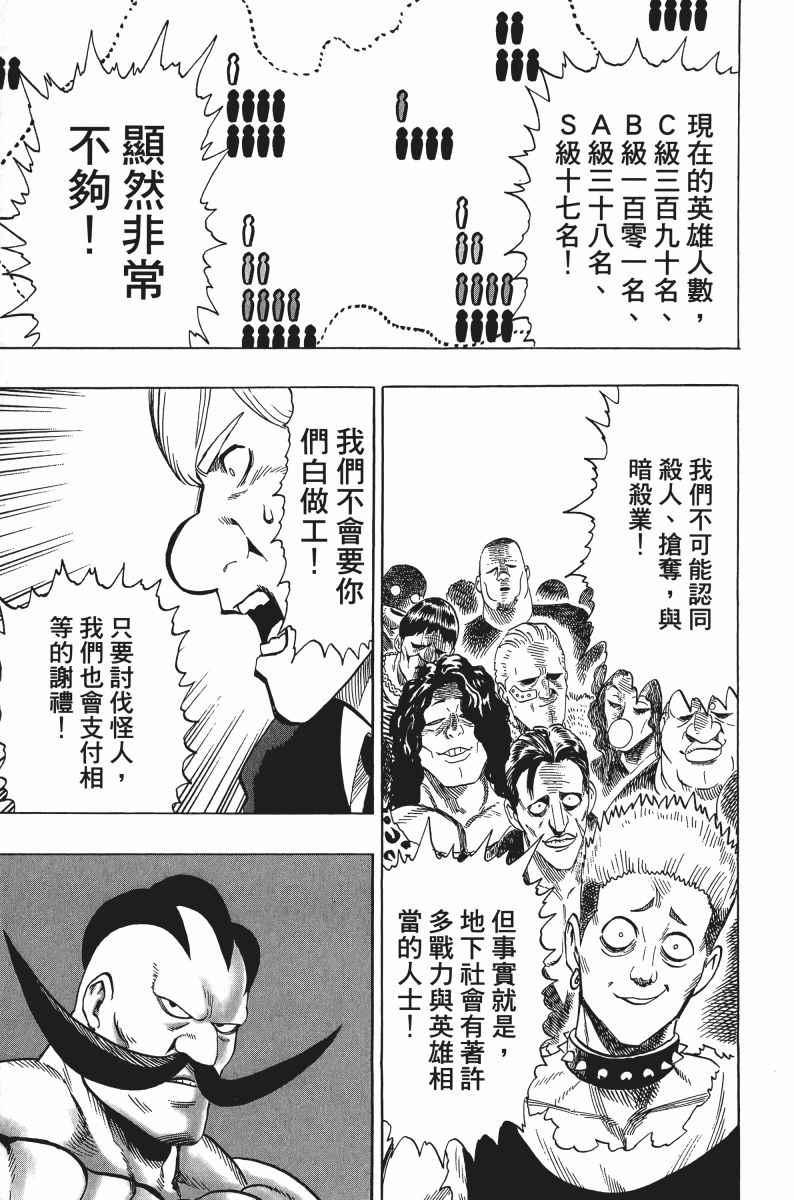 現在的英雄人數，
C級三百九十名、
B級一百零一名、
A級三十八名、
S級十七名！
顯然非常
不夠！
我們不可能認同
殺人、搶奪，與
暗殺業！
但事實就是，
地下社會有著許
多戰力與英雄相
當的人士！
我們不會要你
們白做工！
只要討伐怪人，
我們也會支付相
等的謝禮！